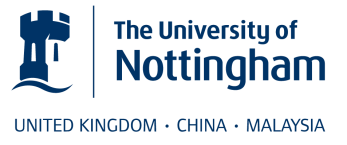 The University of
Nottingham
UNITED KINGDOM · CHINA · MALAYSIA